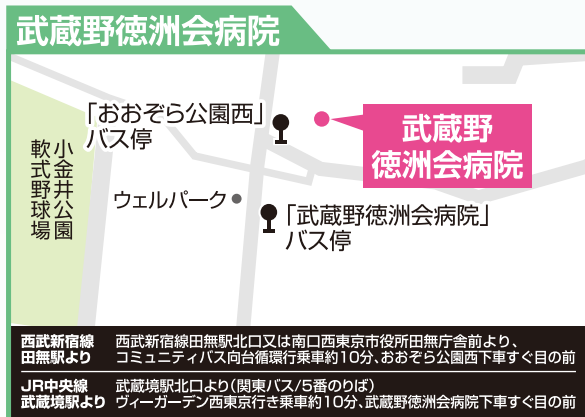 武蔵野徳洲会病院
「おおぞら公園西」
バス停
武蔵野
徳洲会病院
小金井公園
軟式野球場
ウェルパーク
「武蔵野徳洲会病院」
バス停
西武新宿線 西武新宿線田無駅北口又は南口西東京市役所田無庁舎前より、
田無駅より コミュニティバス向台循環行乗車約10分、おおぞら公園西下車すぐ目の前
JR中央線 武蔵境駅北口より(関東バス/5番のりば)
武蔵境駅より ヴィーガーデン西東京行き乗車約10分、武蔵野徳洲会病院下車すぐ目の前